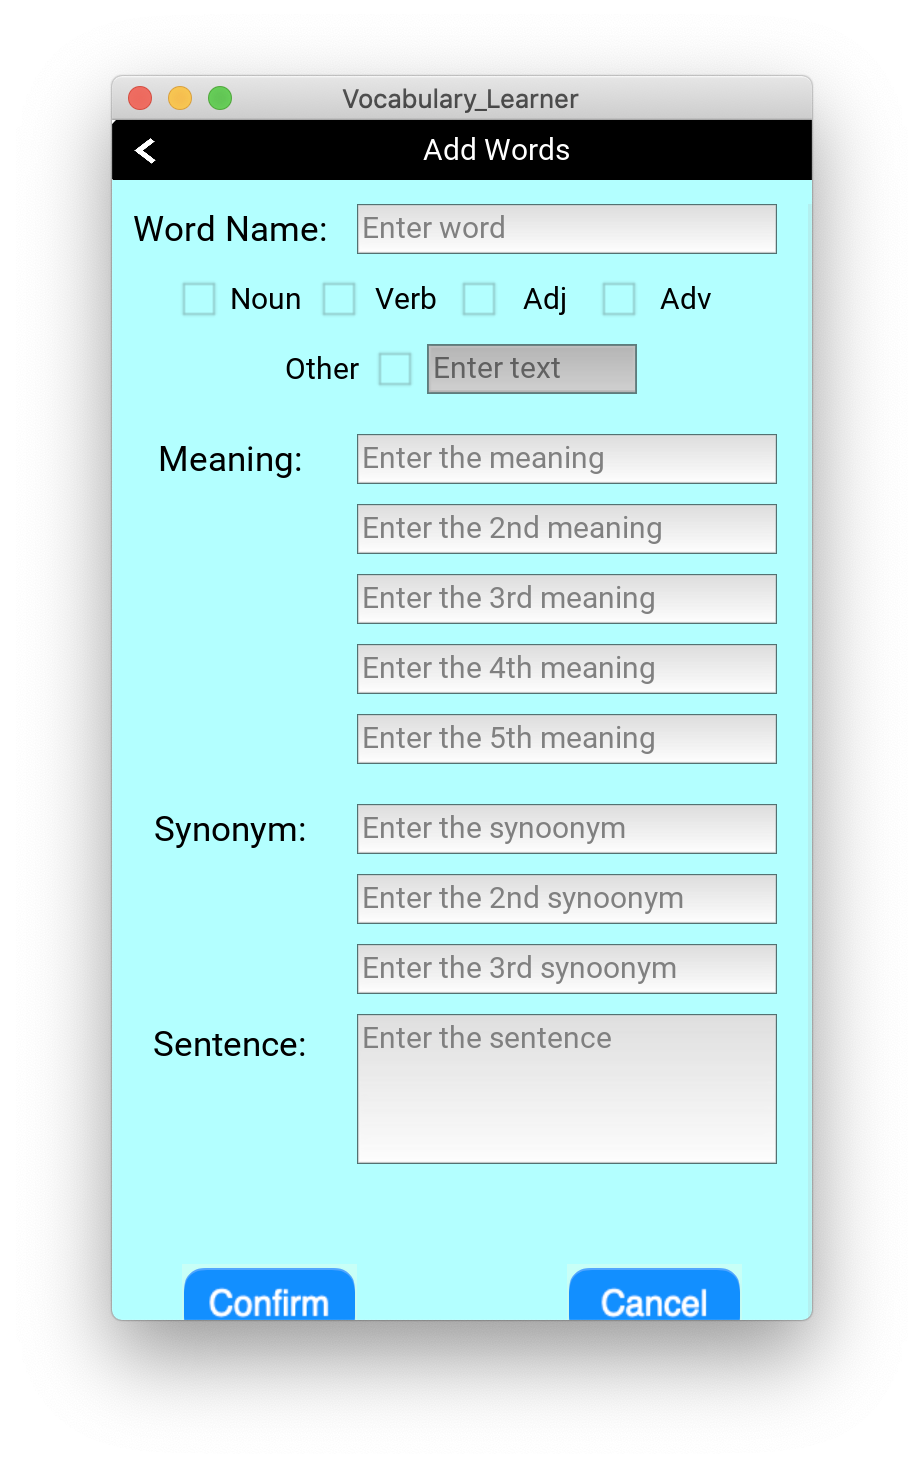 Vocabulary_Learner
Add Words
Word Name: Enter word
Noun Verb Adj Adv
Other Enter text
Meaning: Enter the meaning
Enter the 2nd meaning
Enter the 3rd meaning
Enter the 4th meaning
Enter the 5th meaning
Synonym: Enter the synoonym
Enter the 2nd synoonym
Enter the 3rd synoonym
Sentence: Enter the sentence
Confirm Cancel